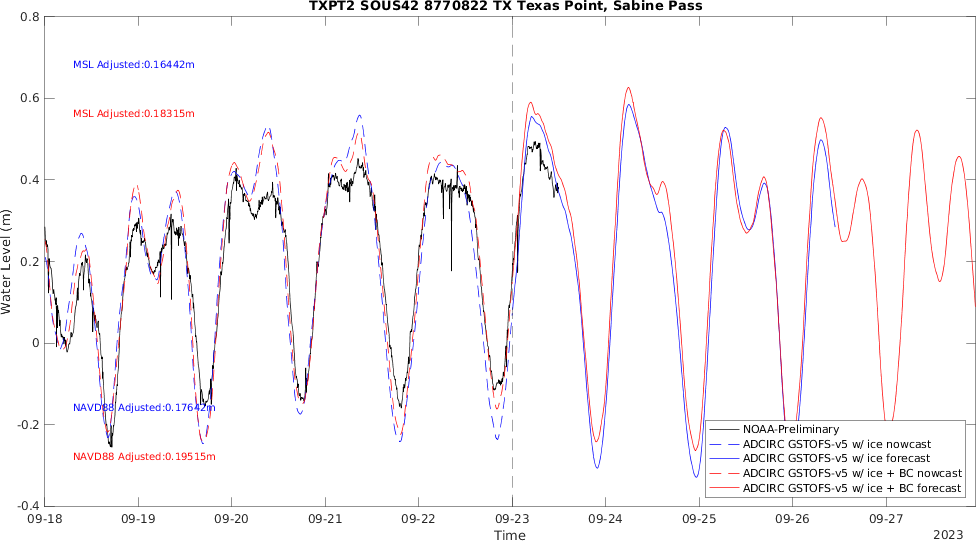 TXPT2 SOUS42 8770822 TX Texas Point, Sabine Pass
0.8
0.6
0.4
0.2
0
-0.2
-0.4
Water Level (m)
MSL Adjusted:0.16442m
MSL Adjusted:0.18315m
NAVD88 Adjusted:0.17642m
NAVD88 Adjusted:0.19515m
NOAA-Preliminary
ADCIRC GSTOFS-v5 w/ ice nowcast
ADCIRC GSTOFS-v5 w/ ice forecast
ADCIRC GSTOFS-v5 w/ ice + BC nowcast
ADCIRC GSTOFS-v5 w/ ice + BC forecast
09-18 09-19 09-20 09-21 09-22 09-23 09-24 09-25 09-26 09-27
Time
2023